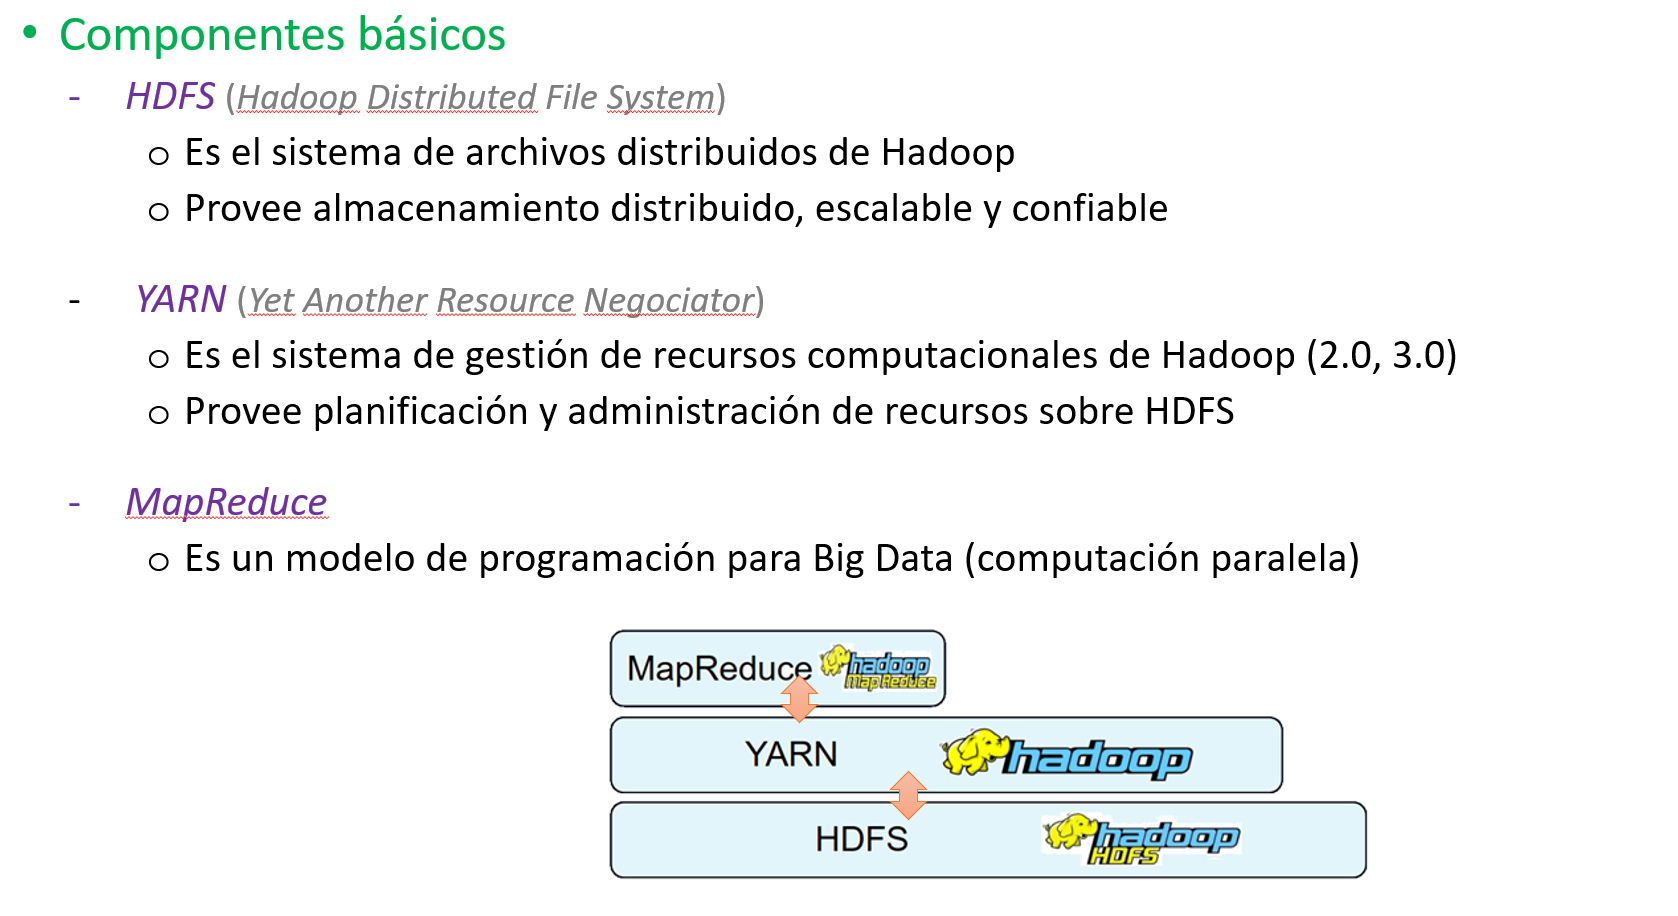 • Componentes básicos
- HDFS (Hadoop Distributed File System)
o Es el sistema de archivos distribuidos de Hadoop
o Provee almacenamiento distribuido, escalable y confiable
- YARN (Yet Another Resource Negociator)
o Es el sistema de gestión de recursos computacionales de Hadoop (2.0, 3.0)
o Provee planificación y administración de recursos sobre HDFS
- MapReduce
o Es un modelo de programación para Big Data (computación paralela)
MapReduce hadoop
MapReduce
YARN hadoop
HDFS hadoop
HDFS